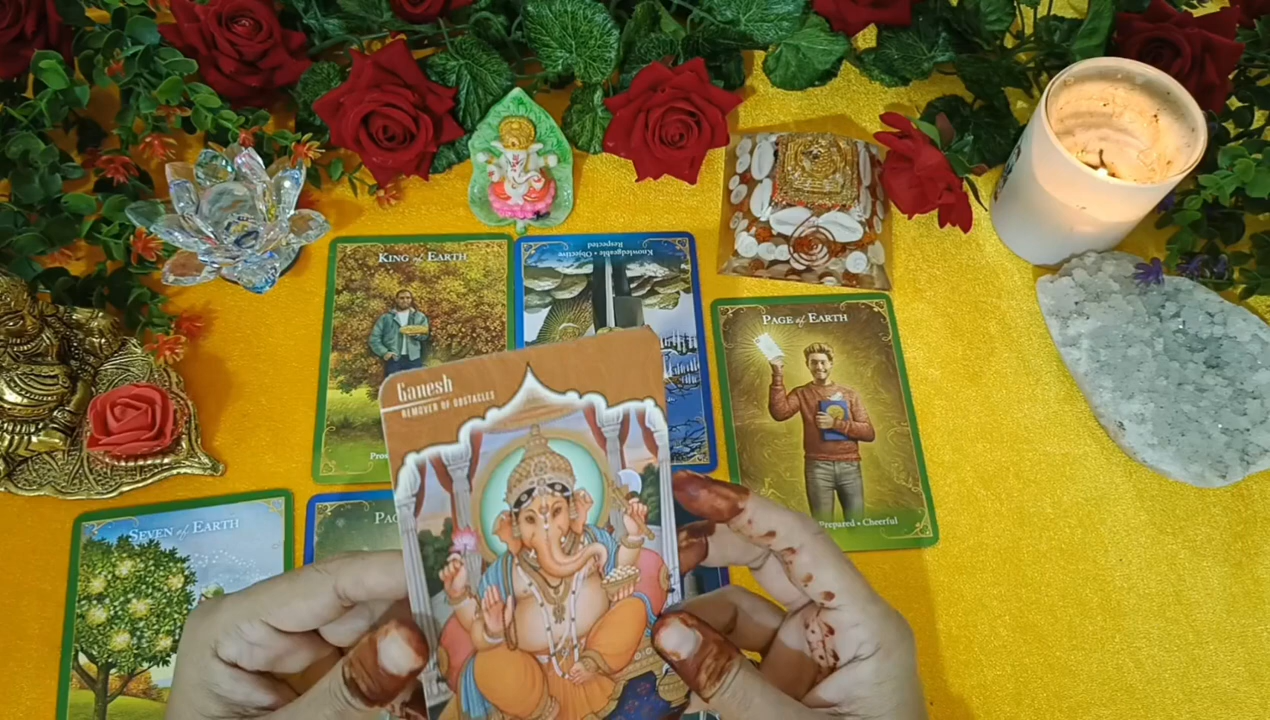 KING of EARTH
Knowledgeable • Objective
Respected
PAGE of EARTH
Ganesh
REMOVER OF OBSTACLES
Prepared • Cheerful
SEVEN of EARTH